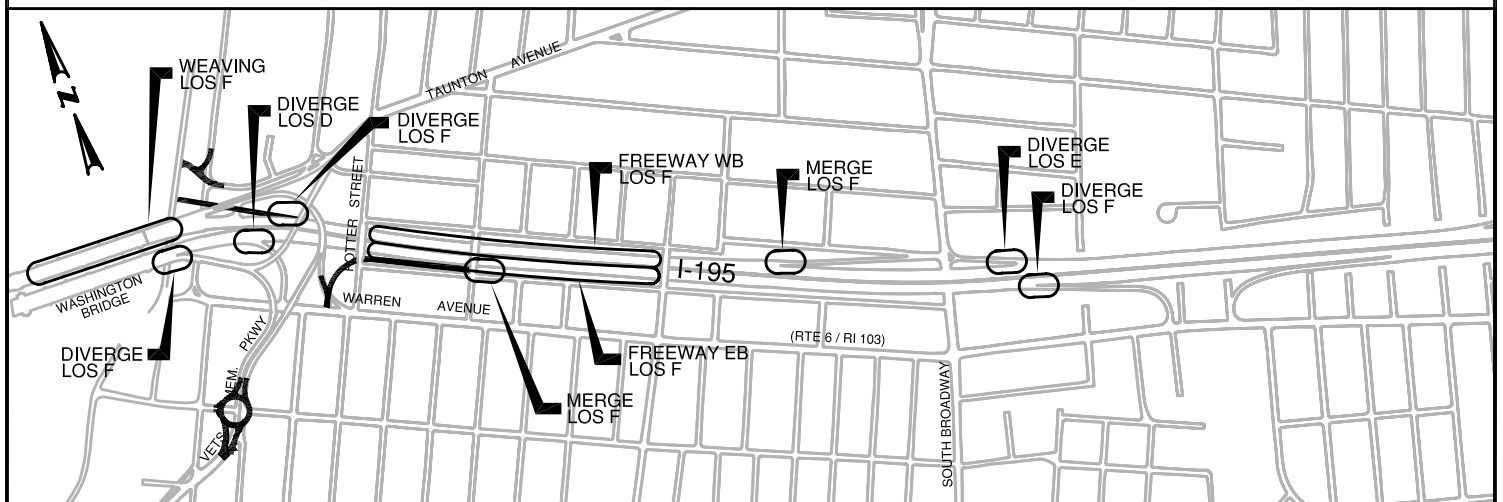 TAUNTON AVENUE
WEAVING
LOS F
N
DIVERGE
LOS D
DIVERGE
LOS F
FREEWAY WB
LOS F
MERGE
LOS F
DIVERGE
LOS E
DIVERGE
LOS F
POTTER STREET
I-195
WASHINGTON
BRIDGE
WARREN AVENUE
(RTE 6 / RI 103)
DIVERGE
LOS F
FREEWAY EB
LOS F
MERGE
LOS F
VETS MEM. PKWY
SOUTH BROADWAY